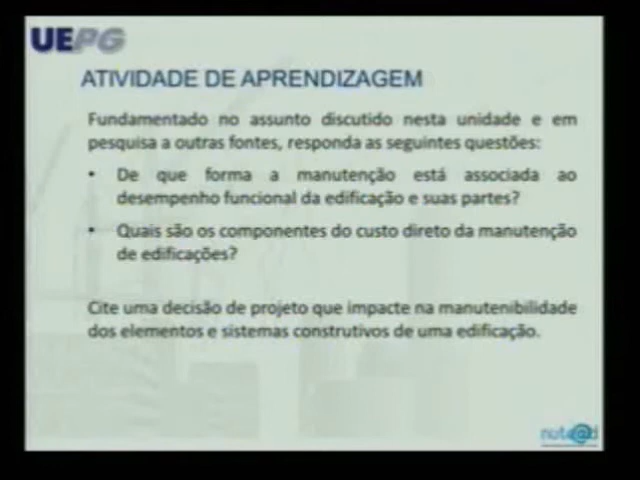 UEPG
ATIVIDADE DE APRENDIZAGEM
Fundamentado no assunto discutido nesta unidade e em
pesquisa a outras fontes, responda as seguintes questões:
• De que forma a manutenção está associada ao
desempenho funcional da edificação e suas partes?
• Quais são os componentes do custo direto da manutenção
de edificações?
Cite uma decisão de projeto que impacte na manutenibilidade
dos elementos e sistemas construtivos de uma edificação.
nute@d